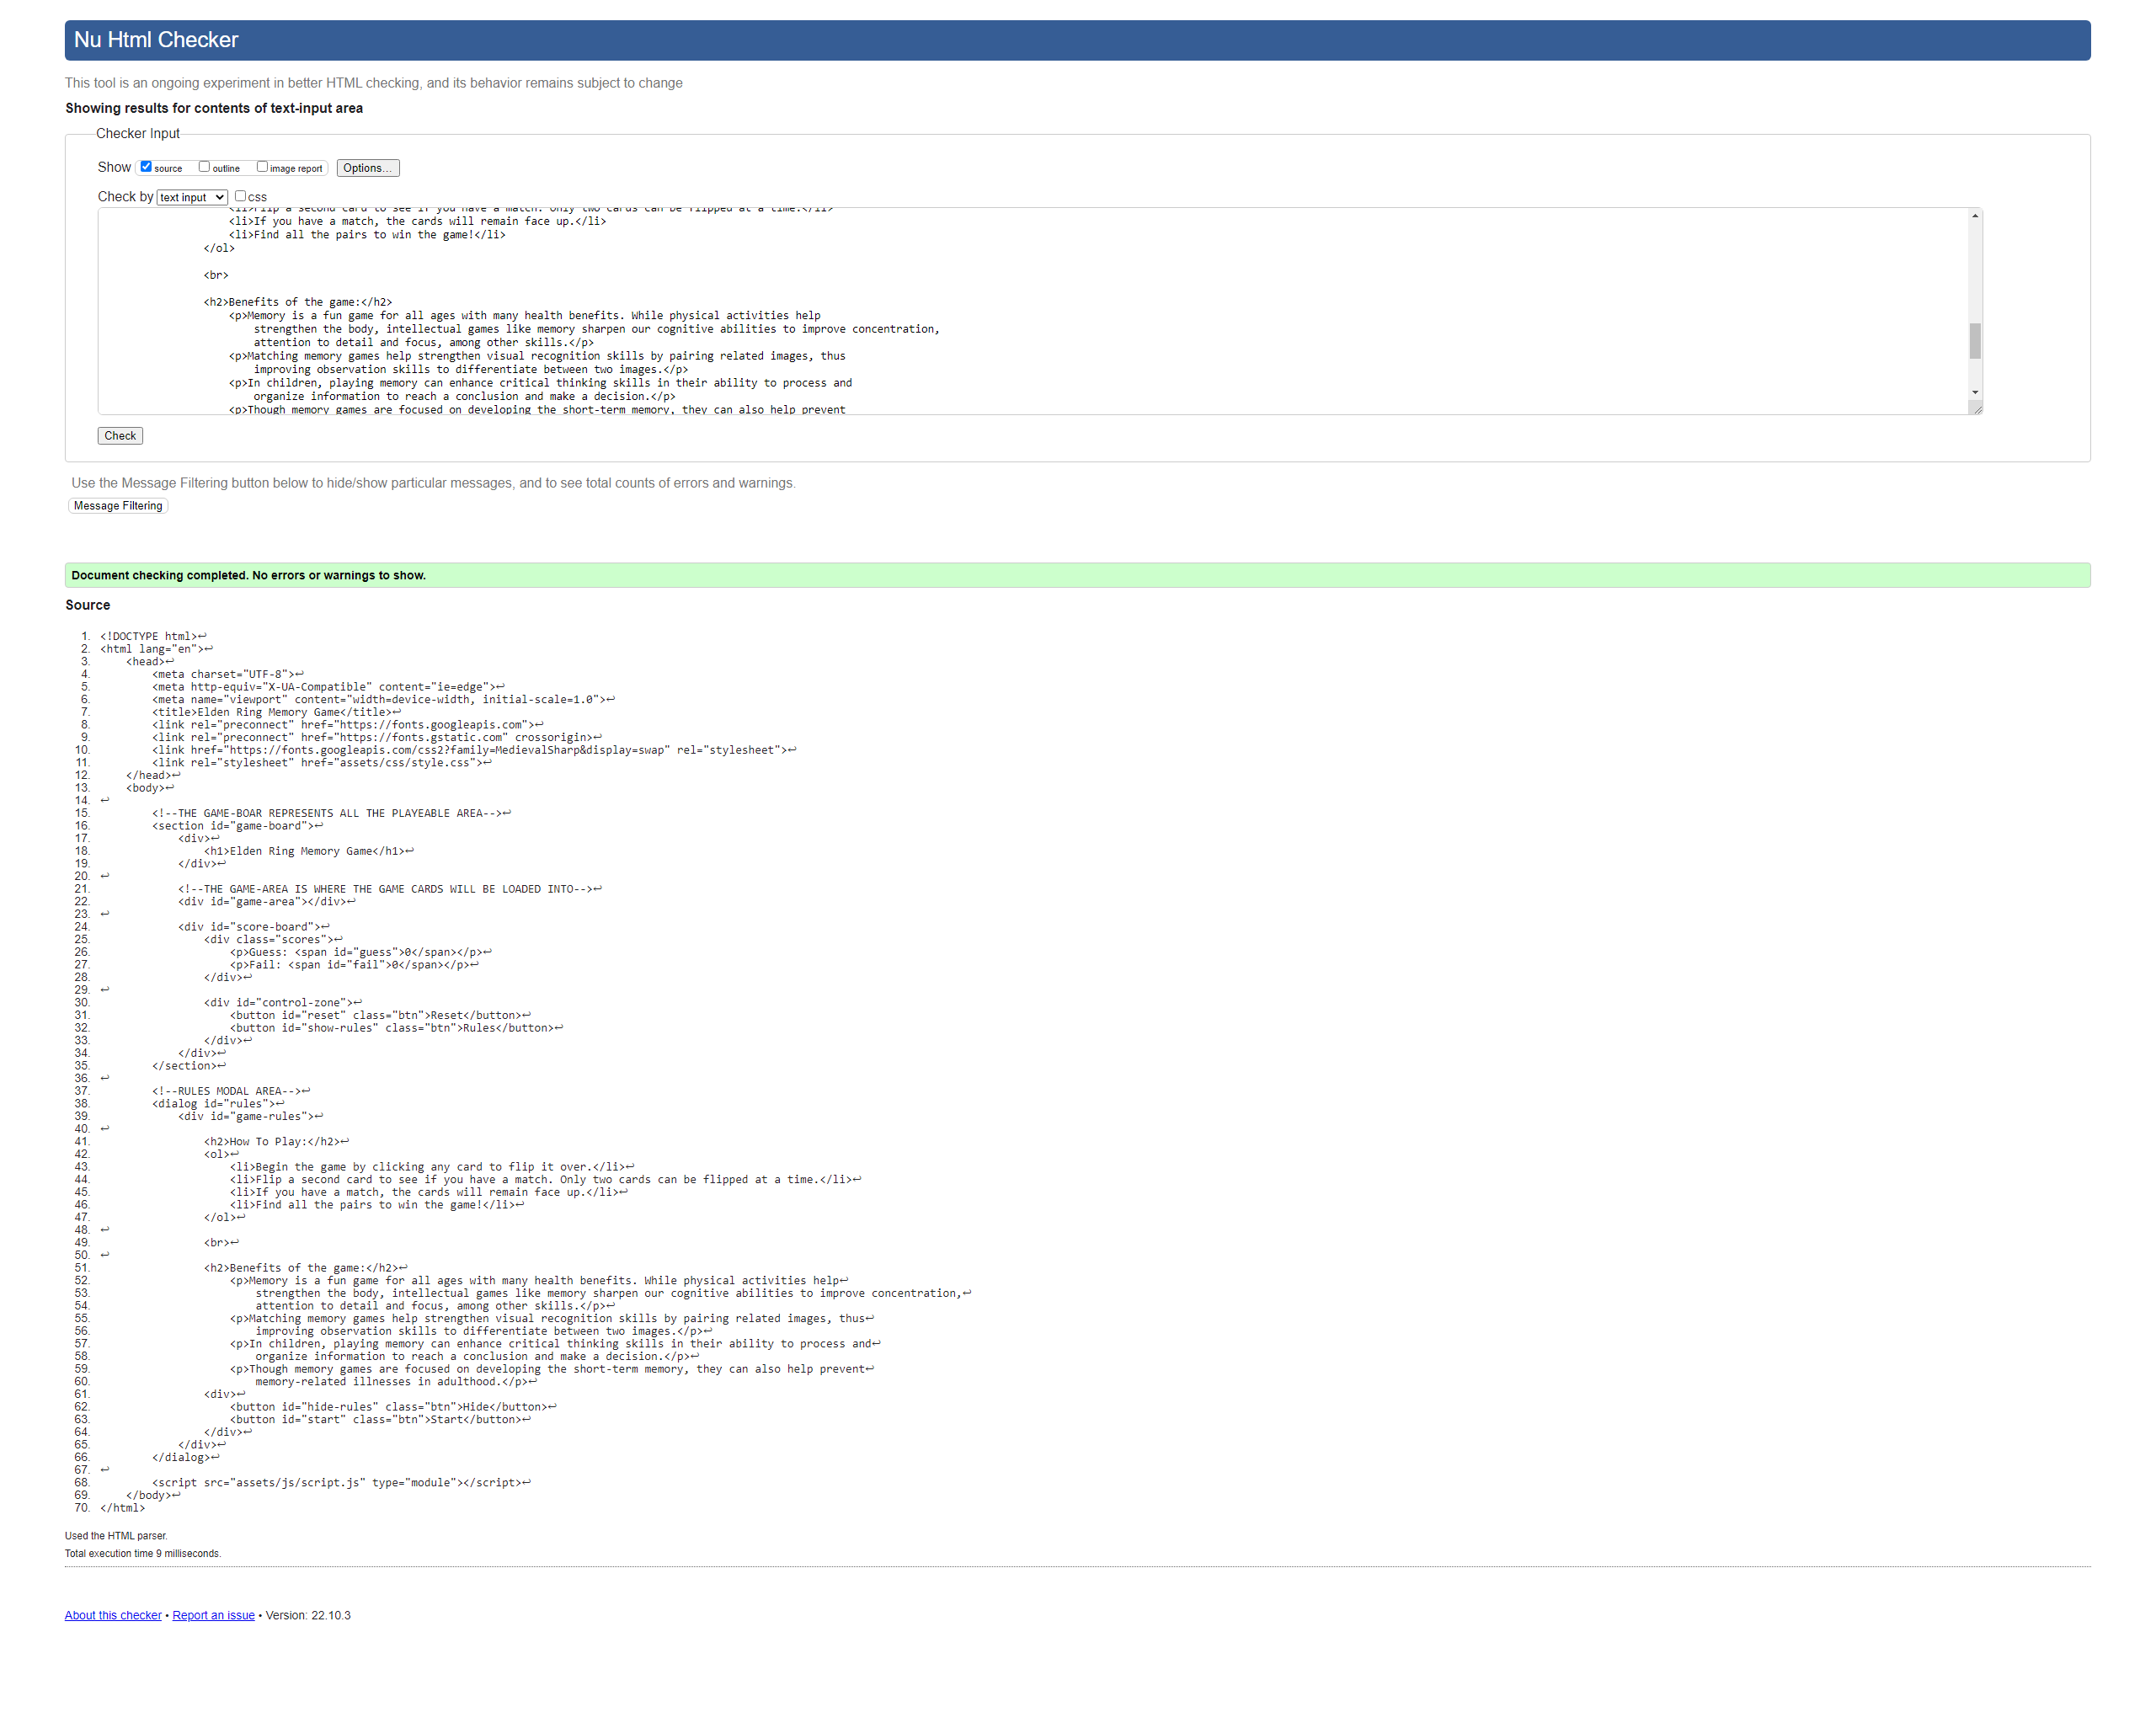 Nu Html Checker
This tool is an ongoing experiment in better HTML checking, and its behavior remains subject to change
Showing results for contents of text-input area
Checker Input
Show source outline image report Options...
Check by text input css
<li>Flip a second card to see if you have a match. Only two cards can be flipped at a time.</li>
<li>If you have a match, the cards will remain face up.</li>
<li>Find all the pairs to win the game!</li>
</ol>
<br>
<h2>Benefits of the game:</h2>
<p>Memory is a fun game for all ages with many health benefits. While physical activities help
strengthen the body, intellectual games like memory sharpen our cognitive abilities to improve concentration,
attention to detail and focus, among other skills.</p>
<p>Matching memory games help strengthen visual recognition skills by pairing related images, thus
improving observation skills to differentiate between two images.</p>
<p>In children, playing memory can enhance critical thinking skills in their ability to process and
organize information to reach a conclusion and make a decision.</p>
<p>Though memory games are focused on developing the short-term memory, they can also help prevent
Check
Use the Message Filtering button below to hide/show particular messages, and to see total counts of errors and warnings.
Message Filtering
Document checking completed. No errors or warnings to show.
Source
1. <!DOCTYPE html>↩
2. <html lang="en">↩
3. <head>↩
4. <meta charset="UTF-8">↩
5. <meta http-equiv="X-UA-Compatible" content="ie=edge">↩
6. <meta name="viewport" content="width=device-width, initial-scale=1.0">↩
7. <title>Elden Ring Memory Game</title>↩
8. <link rel="preconnect" href="https://fonts.googleapis.com">↩
9. <link rel="preconnect" href="https://fonts.gstatic.com" crossorigin>↩
10. <link href="https://fonts.googleapis.com/css2?family=MedievalSharp&display=swap" rel="stylesheet">↩
11. <link rel="stylesheet" href="assets/css/style.css">↩
12. </head>↩
13. <body>↩
14. ↩
15. <!--THE GAME-BOAR REPRESENTS ALL THE PLAYEABLE AREA-->↩
16. <section id="game-board">↩
17. <div>↩
18. <h1>Elden Ring Memory Game</h1>↩
19. </div>↩
20. ↩
21. <!--THE GAME-AREA IS WHERE THE GAME CARDS WILL BE LOADED INTO-->↩
22. <div id="game-area"></div>↩
23. ↩
24. <div id="score-board">↩
25. <div class="scores">↩
26. <p>Guess: <span id="guess">0</span></p>↩
27. <p>Fail: <span id="fail">0</span></p>↩
28. </div>↩
29. ↩
30. <div id="control-zone">↩
31. <button id="reset" class="btn">Reset</button>↩
32. <button id="show-rules" class="btn">Rules</button>↩
33. </div>↩
34. </div>↩
35. </section>↩
36. ↩
37. <!--RULES MODAL AREA-->↩
38. <dialog id="rules">↩
39. <div id="game-rules">↩
40. ↩
41. <h2>How To Play:</h2>↩
42. <ol>↩
43. <li>Begin the game by clicking any card to flip it over.</li>↩
44. <li>Flip a second card to see if you have a match. Only two cards can be flipped at a time.</li>↩
45. <li>If you have a match, the cards will remain face up.</li>↩
46. <li>Find all the pairs to win the game!</li>↩
47. </ol>↩
48. ↩
49. <br>↩
50. ↩
51. <h2>Benefits of the game:</h2>↩
52. <p>Memory is a fun game for all ages with many health benefits. While physical activities help↩
53. strengthen the body, intellectual games like memory sharpen our cognitive abilities to improve concentration,↩
54. attention to detail and focus, among other skills.</p>↩
55. <p>Matching memory games help strengthen visual recognition skills by pairing related images, thus↩
56. improving observation skills to differentiate between two images.</p>↩
57. <p>In children, playing memory can enhance critical thinking skills in their ability to process and↩
58. organize information to reach a conclusion and make a decision.</p>↩
59. <p>Though memory games are focused on developing the short-term memory, they can also help prevent↩
60. memory-related illnesses in adulthood.</p>↩
61. <div>↩
62. <button id="hide-rules" class="btn">Hide</button>↩
63. <button id="start" class="btn">Start</button>↩
64. </div>↩
65. </div>↩
66. </dialog>↩
67. ↩
68. <script src="assets/js/script.js" type="module"></script>↩
69. </body>↩
70. </html>
Used the HTML parser.
Total execution time 9 milliseconds.
About this checker • Report an issue • Version: 22.10.3